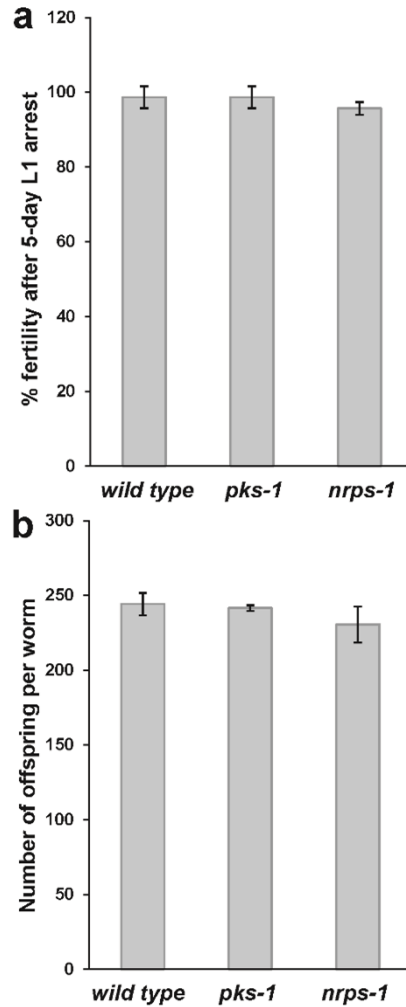 a
% fertility after 5-day L1 arrest
120
100
80
60
40
20
0
wild type pks-1 nrps-1
b
Number of offspring per worm
300
250
200
150
100
50
0
wild type pks-1 nrps-1